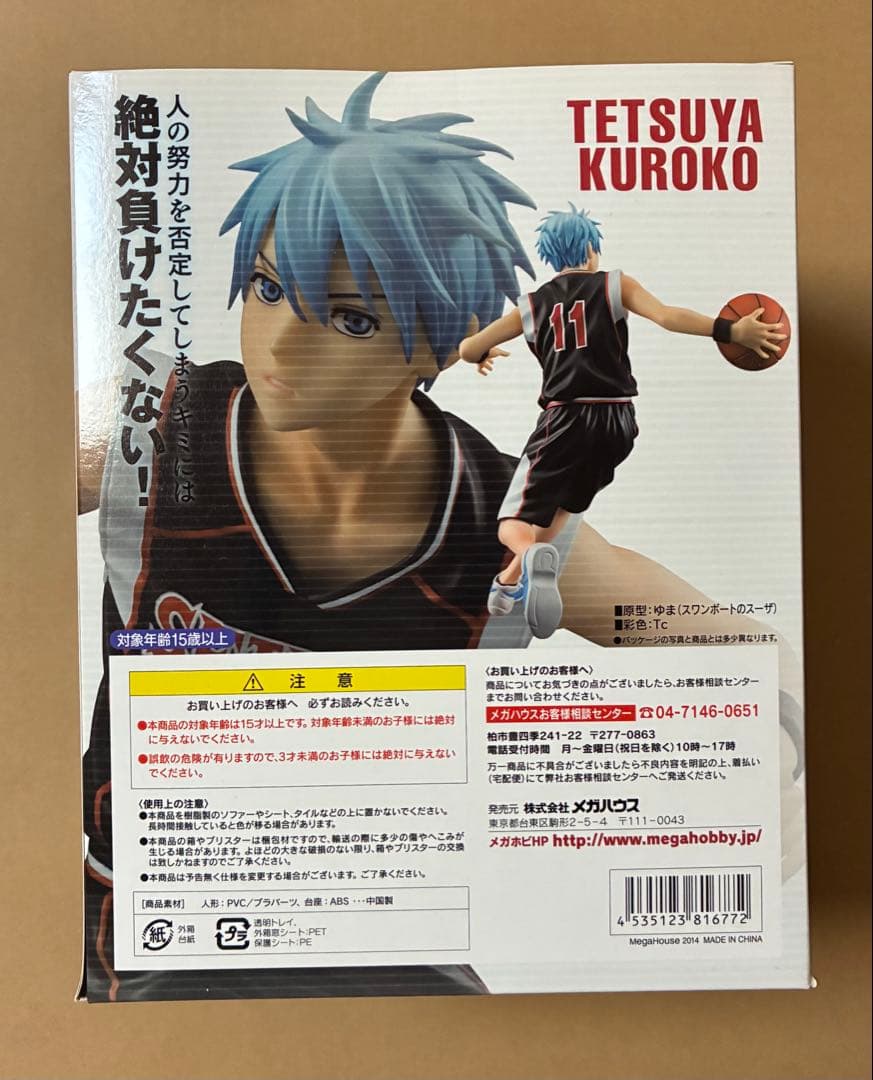 人の努力を否定してしまうキミには
絶対負けたくない!
TETSUYA
KUROKO
11
■原型:ゆま(スワンボートのスーザ)
■彩色:Tc
●パッケージの写真と商品とは多少異なります。
対象年齢15歳以上
⚠ 注 意
お買い上げのお客様へ 必ずお読みください。
●本商品の対象年齢は15才以上です。対象年齢未満のお子様には絶対
に与えないでください。
●誤飲の危険が有りますので、3才未満のお子様には絶対に与えない
でください。
〈使用上の注意〉
●本商品を樹脂製のソファーやシート、タイルなどの上に置かないでください。
長時間接触していると色が移る場合があります。
●本商品の箱やブリスターは梱包材ですので、輸送の際に多少の傷やへこみが
生じる場合があります。よほどの大きな破損のない限り、箱やブリスターの交換
は致しかねますのでご了承ください。
●本商品は予告無く仕様を変更する場合がございます。ご了承ください。
[商品素材] 人形:PVC/プラパーツ、台座:ABS ‥‥中国製
紙
外箱
台紙
プラ
透明トレイ、
外箱窓シート:PET
保護シート:PE
〈お買い上げのお客様へ〉
商品についてお気づきの点がございましたら、お客様相談センター
までお問い合わせください。
メガハウスお客様相談センター ☎04-7146-0651
柏市豊四季241-22 〒277-0863
電話受付時間 月〜金曜日(祝日を除く)10時〜17時
万一商品に不具合がございましたら不良内容を明記の上、着払い
(宅配便)にて弊社お客様相談センターへご発送ください。
発売元 株式会社 メガハウス
東京都台東区駒形2-5-4 〒111-0043
メガホビHP http://www.megahobby.jp/
4 535123 816772
MegaHouse 2014 MADE IN CHINA